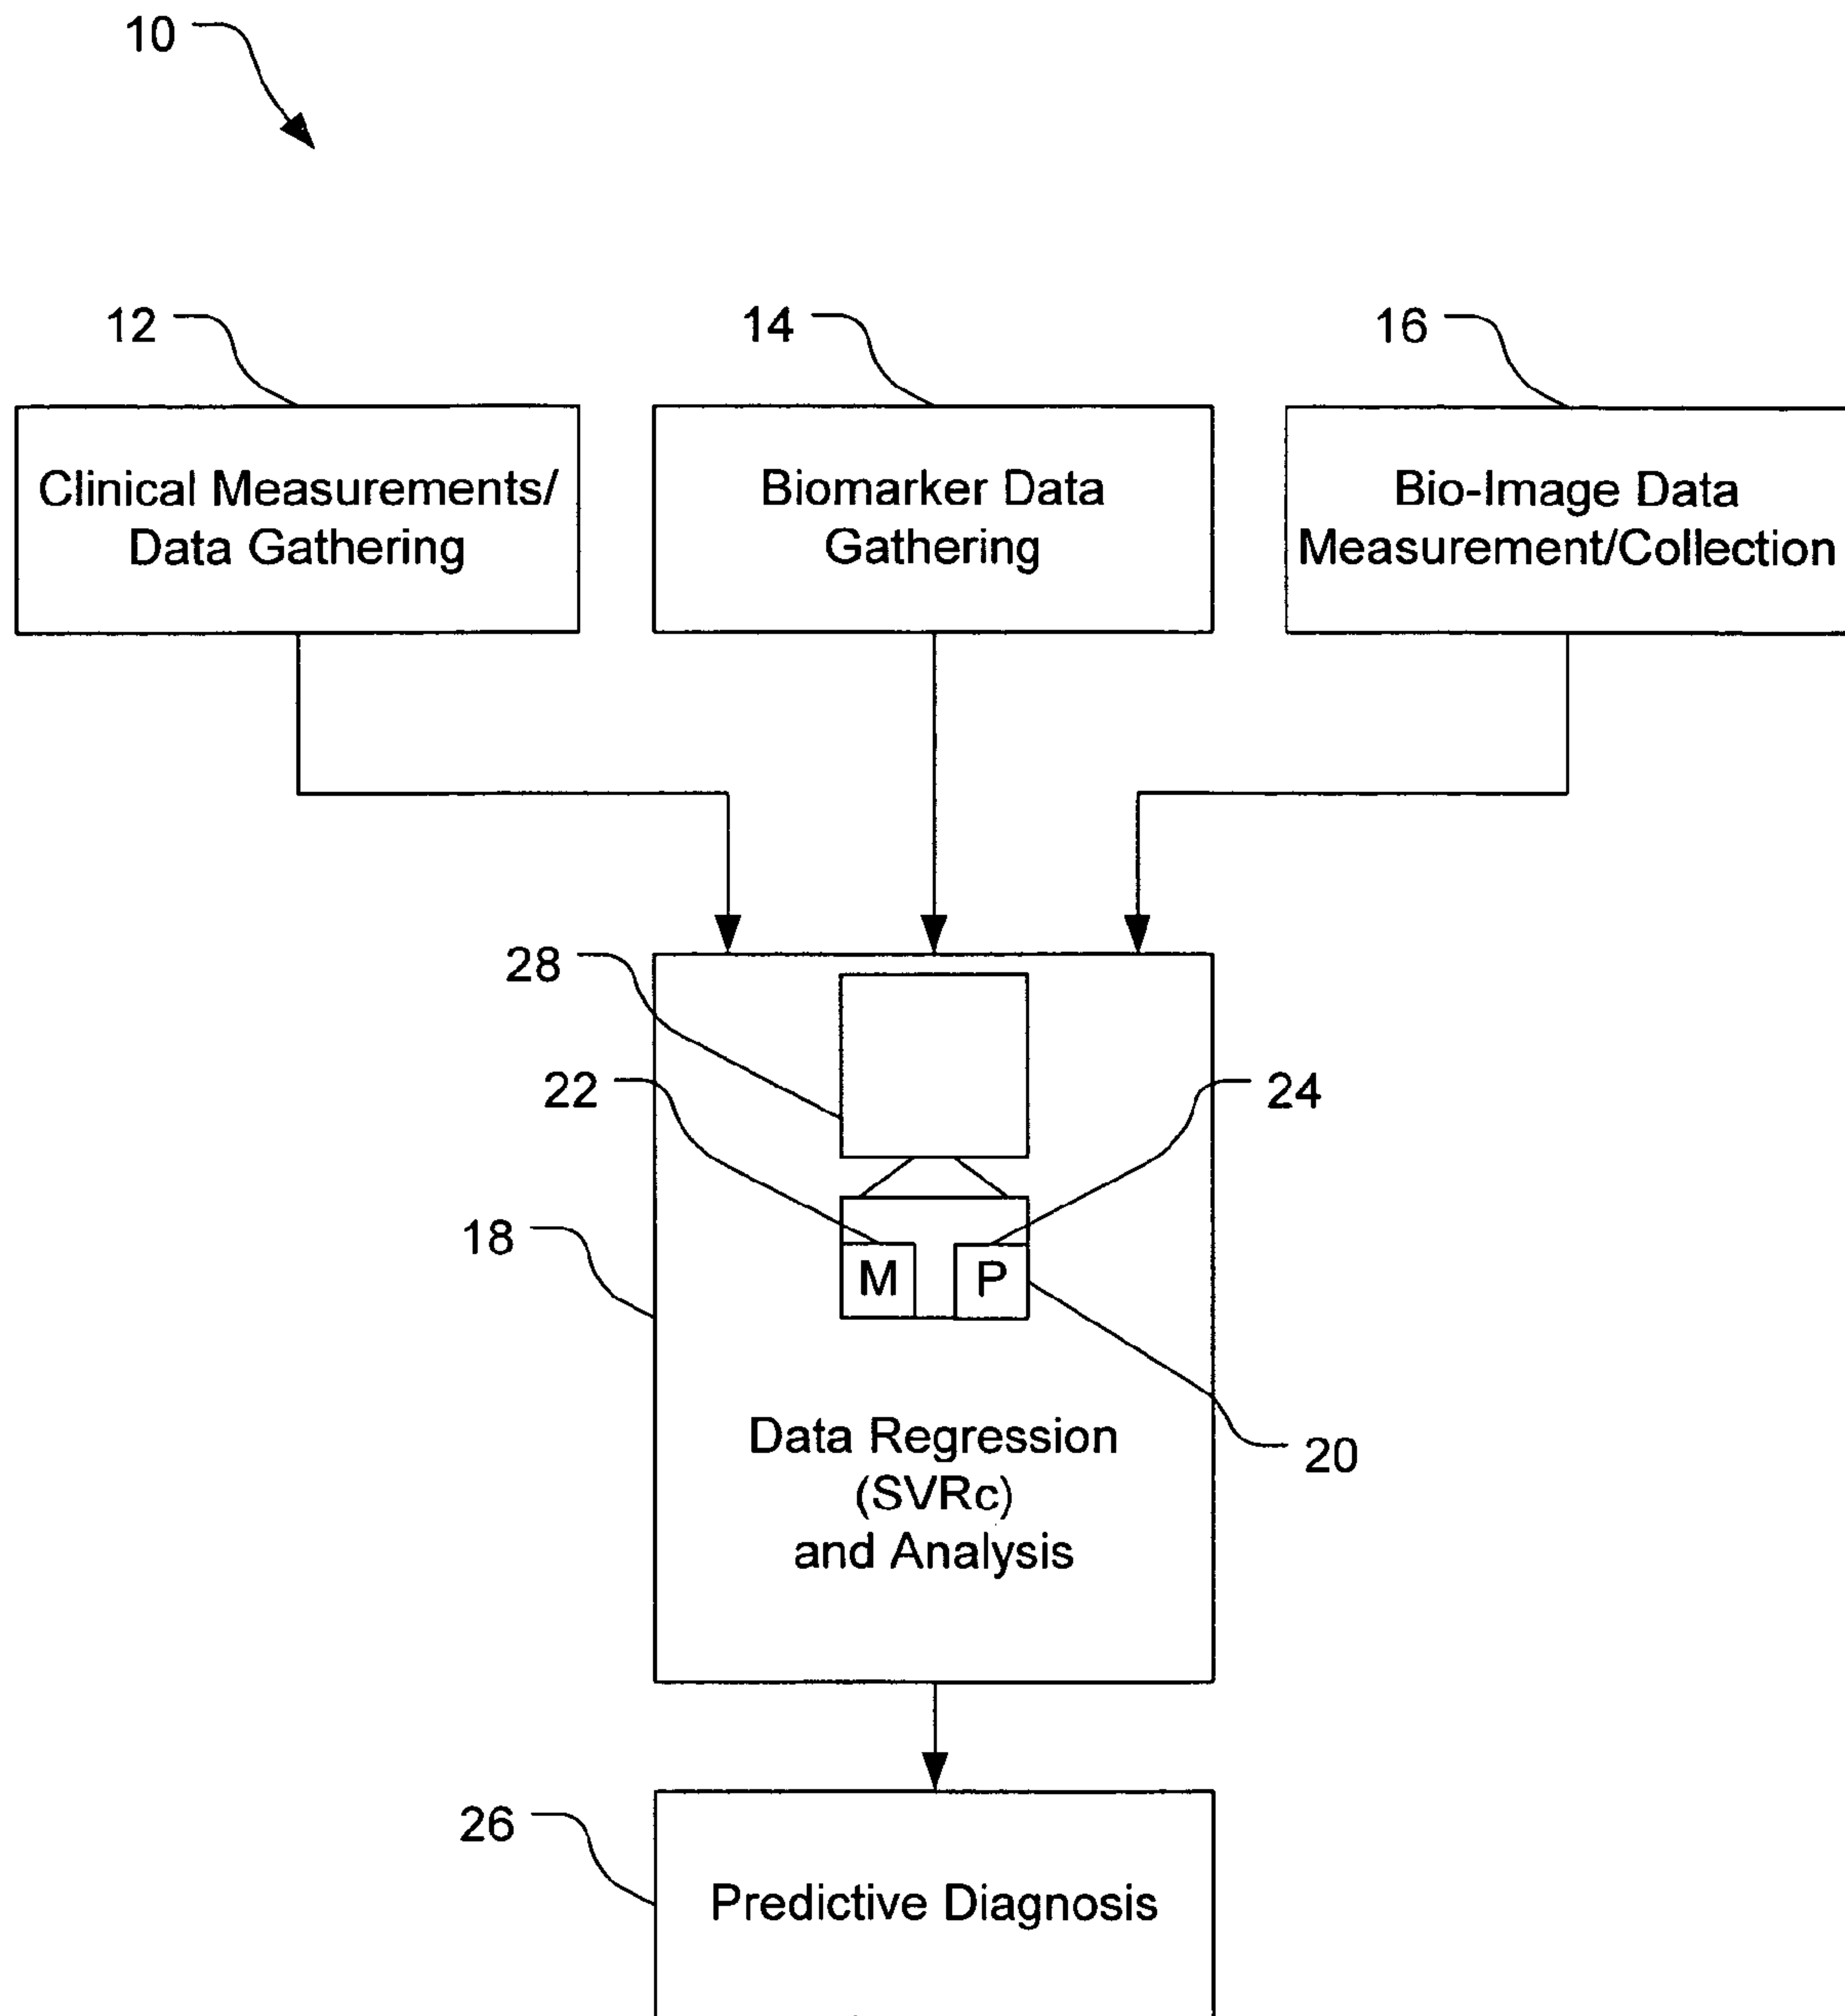 10
12
14
16
Clinical Measurements/
Data Gathering
Biomarker Data
Gathering
Bio-Image Data
Measurement/Collection
28
22
24
18
M
P
20
Data Regression
(SVRc)
and Analysis
26
Predictive Diagnosis